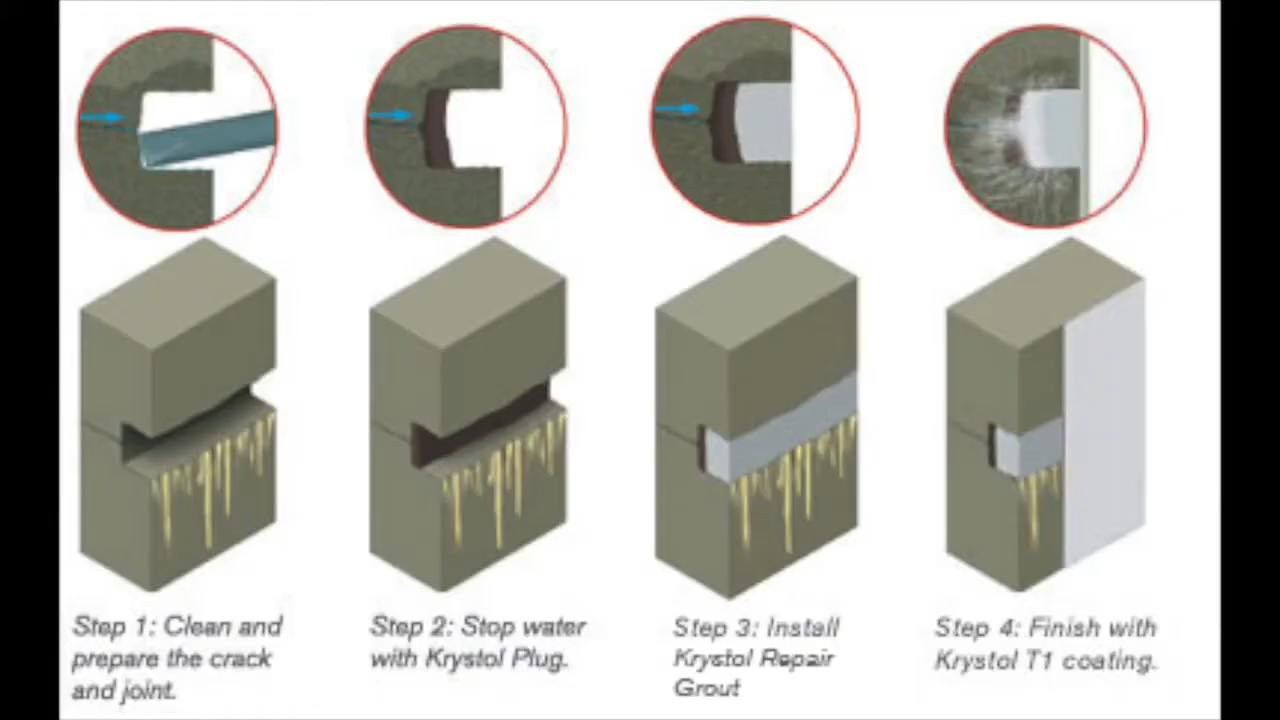 Step 1: Clean and
prepare the crack
and joint.
Step 2: Stop water
with Krystol Plug.
Step 3: Install
Krystol Repair
Grout
Step 4: Finish with
Krystol T1 coating.